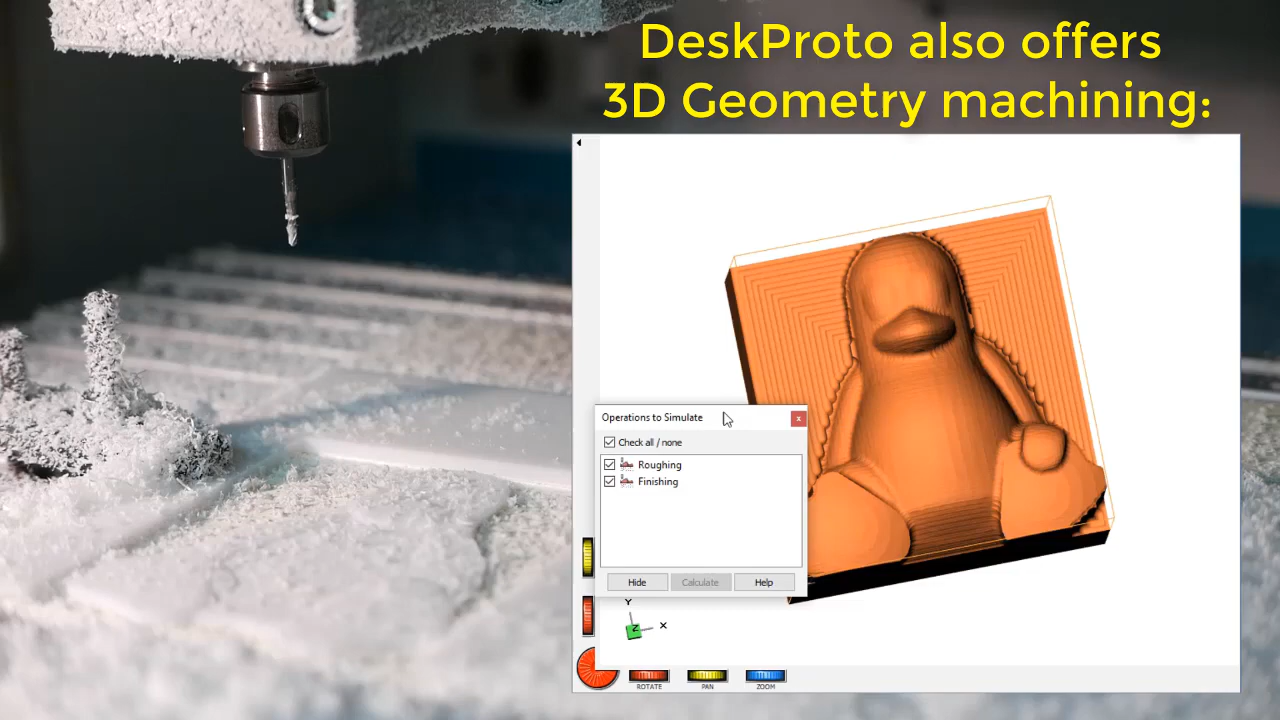 DeskProto also offers
3D Geometry machining:
Operations to Simulate
x
Check all / none
Roughing
Finishing
Hide
Calculate
Help
Y
Z
X
ROTATE
PAN
ZOOM